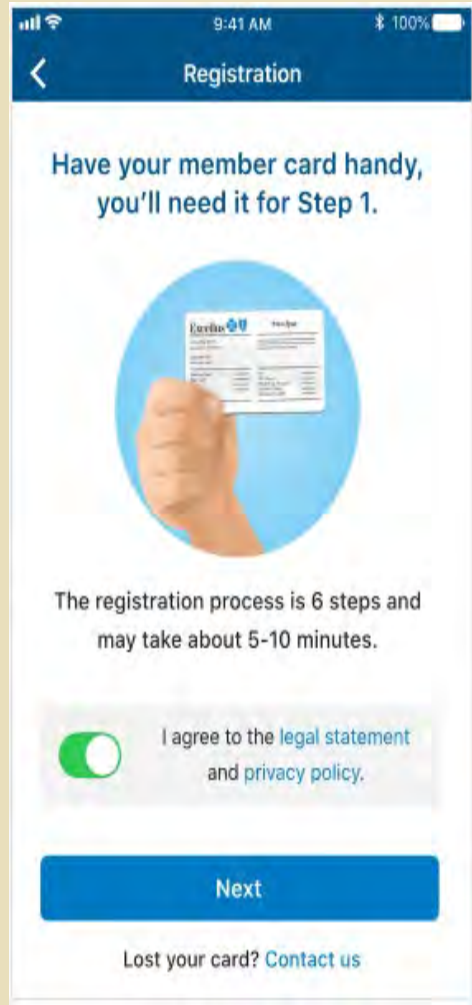 9:41 AM
100%
Registration
Have your member card handy,
you'll need it for Step 1.
Excellus
The registration process is 6 steps and
may take about 5-10 minutes.
I agree to the legal statement
and privacy policy.
Next
Lost your card? Contact us